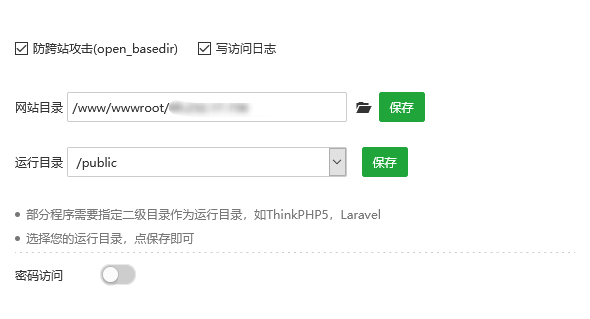 防跨站攻击(open_basedir) 写访问日志
网站目录 /www/wwwroot/ 保存
运行目录 /public 保存
部分程序需要指定二级目录作为运行目录，如ThinkPHP5，Laravel
选择您的运行目录，点保存即可
密码访问